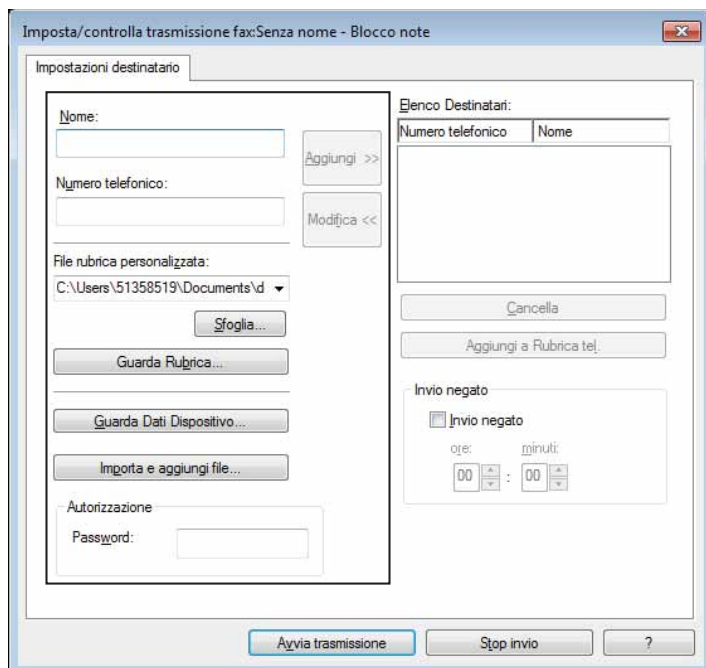 Imposta/controlla trasmissione fax:Senza nome - Blocco note
Impostazioni destinatario
Nome:
Aggiungi >>
Numero telefonico:
Modifica <<
File rubrica personalizzata:
C:\Users\51358519\Documents\d
Sfoglia...
Guarda Rubrica...
Guarda Dati Dispositivo...
Importa e aggiungi file...
Autorizzazione
Password:
Elenco Destinatari:
Numero telefonico Nome
Cancella
Aggiungi a Rubrica tel.
Invio negato
Invio negato
ore: minuti:
00 : 00
Avvia trasmissione Stop invio ?